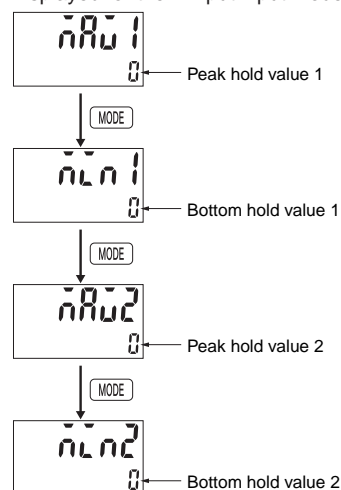 MAX1
0 Peak hold value 1
MODE
MIN1
0 Bottom hold value 1
MODE
MAX2
0 Peak hold value 2
MODE
MIN2
0 Bottom hold value 2